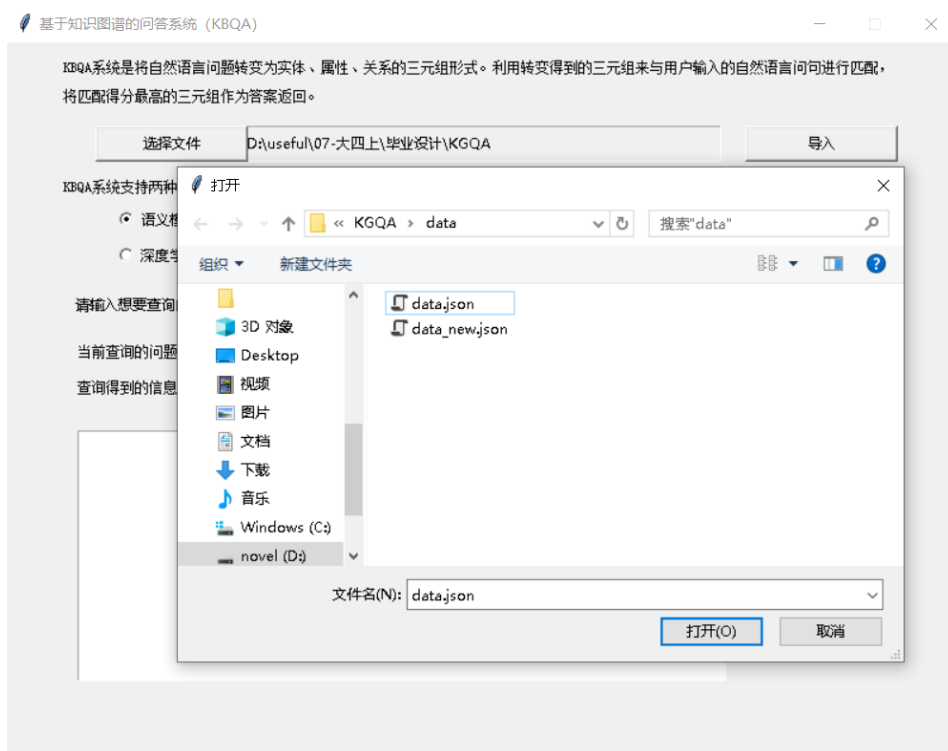 基于知识图谱的问答系统（KBQA）
KBQA系统是将自然语言问题转变为实体、属性、关系的三元组形式。利用转变得到的三元组来与用户输入的自然语言问句进行匹配，
将匹配得分最高的三元组作为答案返回。
选择文件 D:\useful\07-大四上\毕业设计\KGQA 导入
KBQA系统支持两种
语义
深度学
请输入想要查询
当前查询的问题
查询得到的信息
打开
« KGQA › data 搜索"data"
组织 新建文件夹
3D 对象
Desktop
视频
图片
文档
下载
音乐
Windows (C:)
novel (D:)
data.json
data_new.json
文件名(N): data.json
打开(O) 取消